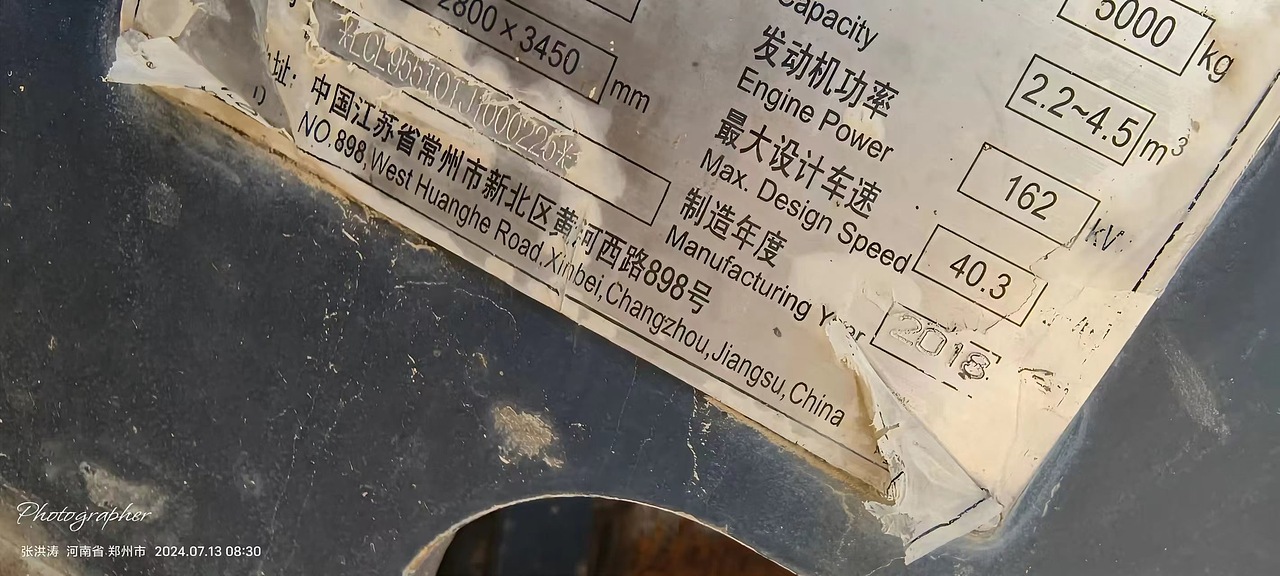 2800×3450 mm
址：
中国江苏省常州市新北区黄河西路898号
NO.898,West Huanghe Road,Xinbei,Changzhou,Jiangsu,China
Capacity
5000 kg
2.2~4.5 m³
发动机功率
Engine Power
162
最大设计车速
Max. Design Speed
40.3
制造年度
Manufacturing Year
2018
Photographer
张洪涛 河南省 郑州市 2024.07.13 08:30